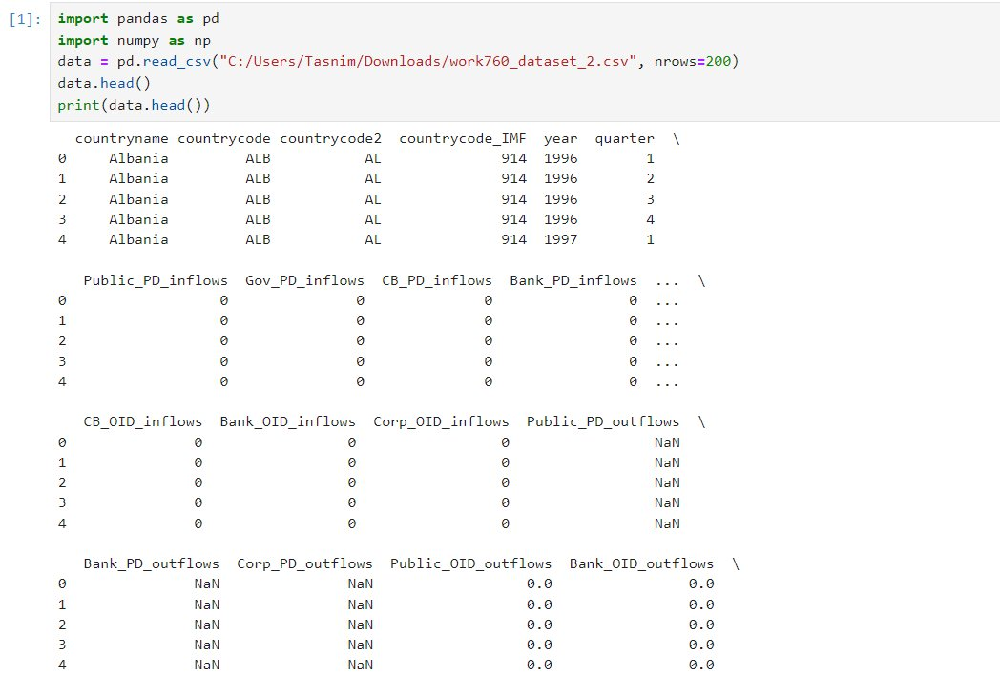 [1]: import pandas as pd
import numpy as np
data = pd.read_csv("C:/Users/Tasnim/Downloads/work760_dataset_2.csv", nrows=200)
data.head()
print(data.head())
countryname countrycode countrycode2 countrycode_IMF year quarter \
0 Albania ALB AL 914 1996 1
1 Albania ALB AL 914 1996 2
2 Albania ALB AL 914 1996 3
3 Albania ALB AL 914 1996 4
4 Albania ALB AL 914 1997 1
Public_PD_inflows Gov_PD_inflows CB_PD_inflows Bank_PD_inflows ... \
0 0 0 0 0 ...
1 0 0 0 0 ...
2 0 0 0 0 ...
3 0 0 0 0 ...
4 0 0 0 0 ...
CB_OID_inflows Bank_OID_inflows Corp_OID_inflows Public_PD_outflows \
0 0 0 0 NaN
1 0 0 0 NaN
2 0 0 0 NaN
3 0 0 0 NaN
4 0 0 0 NaN
Bank_PD_outflows Corp_PD_outflows Public_OID_outflows Bank_OID_outflows \
0 NaN NaN 0.0 0.0
1 NaN NaN 0.0 0.0
2 NaN NaN 0.0 0.0
3 NaN NaN 0.0 0.0
4 NaN NaN 0.0 0.0